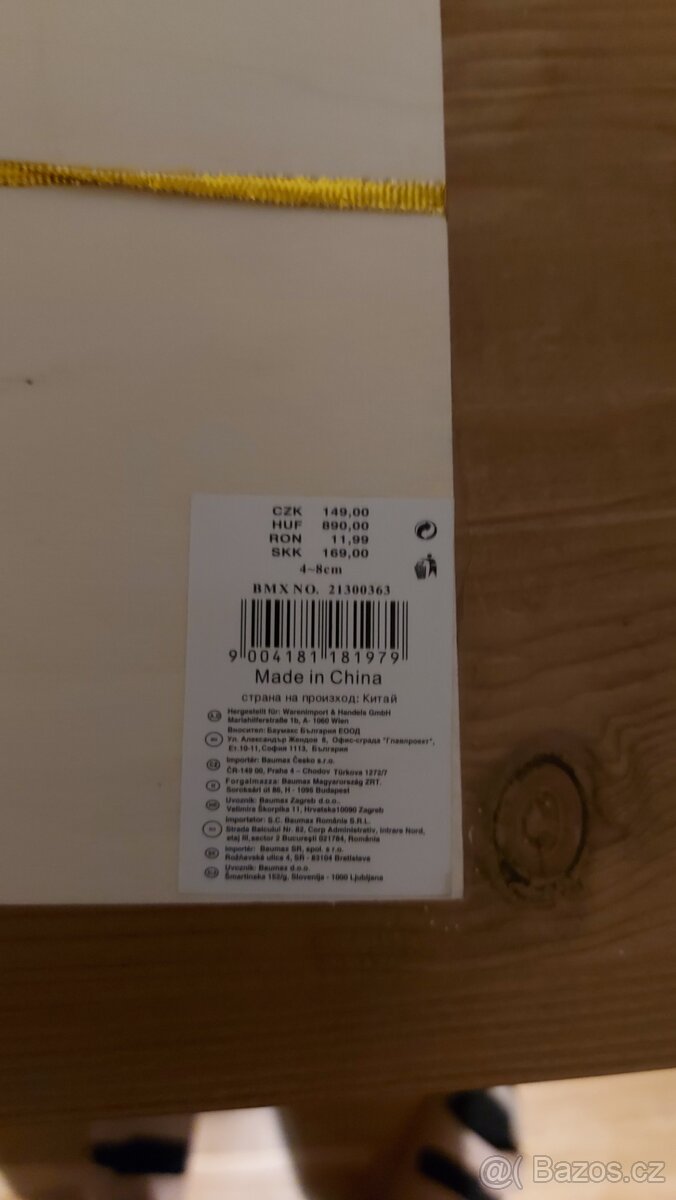 CZK 149,00
HUF 890,00
RON 11,99
SKK 169,00
4~8cm
BMX NO. 21300363
9 004181 181979
Made in China
страна на произход: Китай
Hergestellt für: Warenimport & Handels GmbH
Mariahilferstraße 1b, A- 1060 Wien
Вносител: Баумакс България ЕООД
Ул. Александър Жендов 6, Офис-сграда "Главпроект",
Ет.10-11,София 1113, България
Importér: Baumax Česko s.r.o.
ČR-149 00, Praha 4 – Chodov Türkova 1272/7
Forgalmazza: Baumax Magyarország ZRT.
Soroksári út 86, H - 1096 Budapest
Uvoznik: Baumax Zagreb d.o.o.
Velimira Škorpika 11, Hrvatska10090 Zagreb
Importator: S.C. Baumax România S.R.L.
Strada Balcului Nr. 82, Corp Administrativ, intrare Nord,
etaj III,sector 2 Bucureşti 021784, România
Importér: Baumax SR, spol. s r.o.
Rožňavská ulica 4, SR - 83104 Bratislava
Uvoznik: Baumax d.o.o.
Šmartinska 152/g, Slovenija - 1000 Ljubljana
@( Bazos.cz